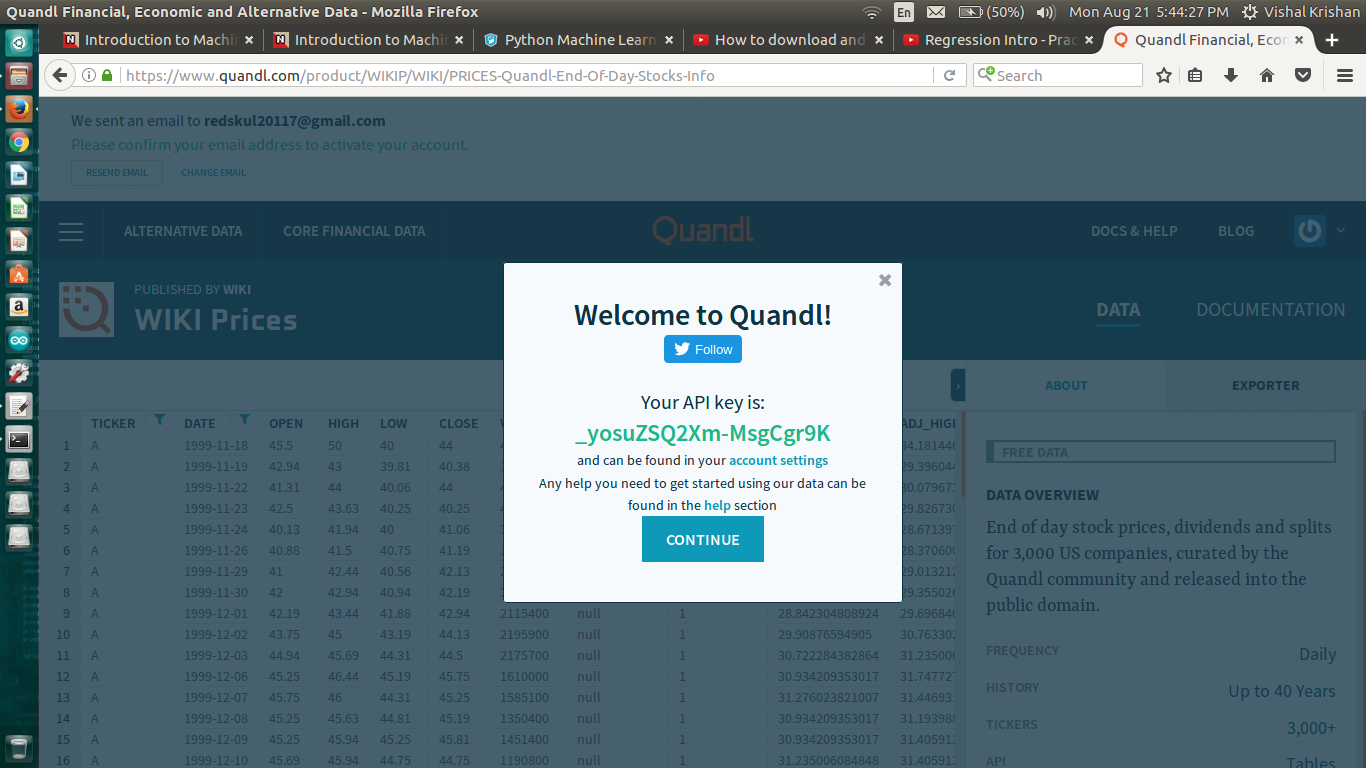 Quandl Financial, Economic and Alternative Data - Mozilla Firefox
En
(50%)
Mon Aug 21 5:44:27 PM
Vishal Krishan
Introduction to Machi
Introduction to Machi
Python Machine Learn
How to download and
Regression Intro - Prac
Quandl Financial, Econ
https://www.quandl.com/product/WIKIP/WIKI/PRICES-Quandl-End-Of-Day-Stocks-Info
Search
We sent an email to redskul20117@gmail.com
Please confirm your email address to activate your account.
RESEND EMAIL
CHANGE EMAIL
ALTERNATIVE DATA
CORE FINANCIAL DATA
Quandl
DOCS & HELP
BLOG
PUBLISHED BY WIKI
WIKI Prices
DATA
DOCUMENTATION
Welcome to Quandl!
Follow
Your API key is:
_yosuZSQ2Xm-MsgCgr9K
and can be found in your account settings
Any help you need to get started using our data can be
found in the help section
CONTINUE
ABOUT
EXPORTER
TICKER DATE OPEN HIGH LOW CLOSE ADJ_HIGH
1 A 1999-11-18 45.5 50 40 44
2 A 1999-11-19 42.94 43 39.81 40.38 29.396044
3 A 1999-11-22 41.31 44 40.06 44
4 A 1999-11-23 42.5 43.63 40.25 40.25
5 A 1999-11-24 40.13 41.94 40 41.06
6 A 1999-11-26 40.88 41.5 40.75 41.19
7 A 1999-11-29 41 42.44 40.56 42.13 29.013212
8 A 1999-11-30 42 42.94 40.94 42.19
9 A 1999-12-01 42.19 43.44 41.88 42.94 2115400 null 1 28.842304808924 29.696840
10 A 1999-12-02 43.75 45 43.19 44.13 2195900 null 1 29.90876594905 30.763302
11 A 1999-12-03 44.94 45.69 44.31 44.5 2175700 null 1 30.722284382864 31.235006
12 A 1999-12-06 45.25 46.44 45.19 45.75 1610000 null 1 30.934209353017 31.747727
13 A 1999-12-07 45.75 46 44.31 45.25 1585100 null 1 31.276023821007 31.446931
14 A 1999-12-08 45.25 45.63 44.81 45.19 1350400 null 1 30.934209353017 31.193988
15 A 1999-12-09 45.25 45.94 45.25 45.81 1451400 null 1 30.934209353017 31.405913
16 A 1999-12-10 45.69 45.94 44.75 44.75 1190800 null 1 31.235006084848 31.405913
FREE DATA
DATA OVERVIEW
End of day stock prices, dividends and splits
for 3,000 US companies, curated by the
Quandl community and released into the
public domain.
FREQUENCY Daily
HISTORY Up to 40 Years
TICKERS 3,000+
API Tables